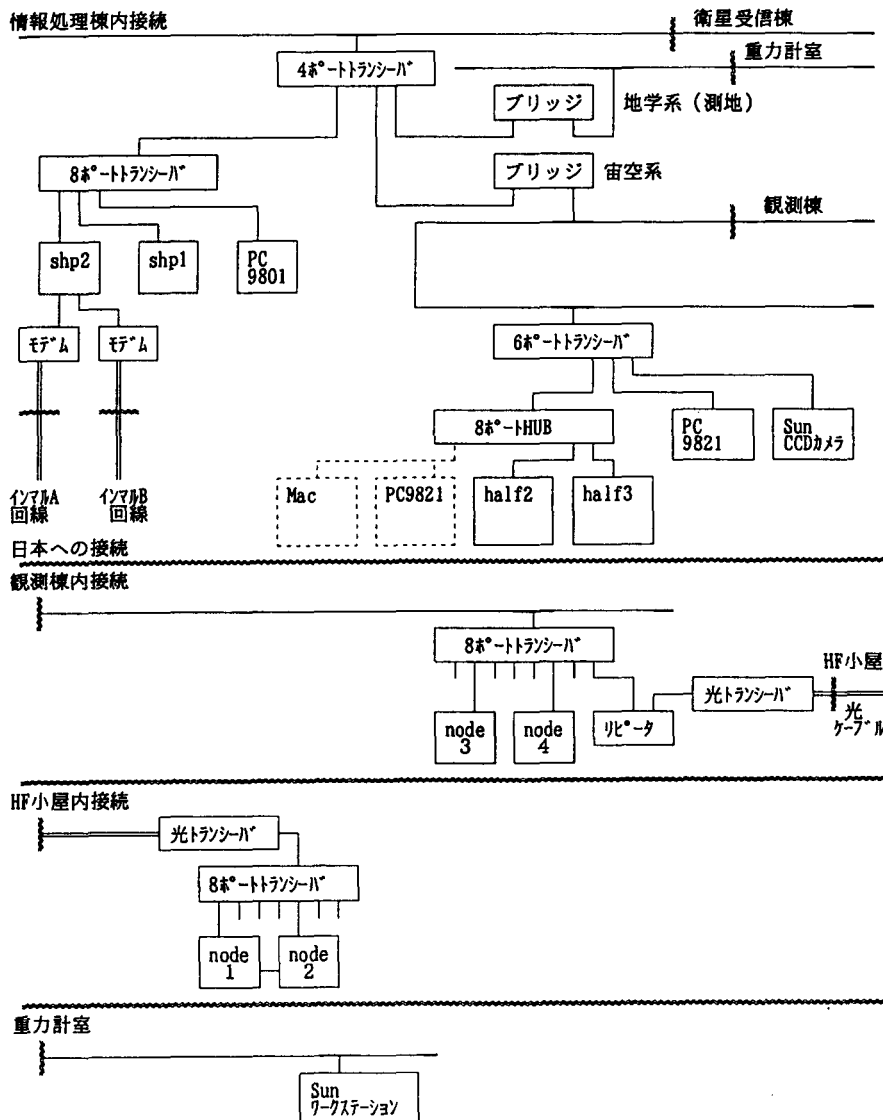 情報処理棟内接続
衛星受信棟
4ポートトランシーバ
重力計室
ブリッジ
地学系（測地）
8ポートトランシーバ
ブリッジ
宙空系
観測棟
shp2
shp1
PC
9801
モデム
モデム
6ポートトランシーバ
8ポートHUB
PC
9821
Sun
CCDカメラ
インマルA
回線
インマルB
回線
Mac
PC9821
half2
half3
日本への接続
観測棟内接続
8ポートトランシーバ
HF小屋
光トランシーバ
光
ケーブル
node
3
node
4
リピータ
HF小屋内接続
光トランシーバ
8ポートトランシーバ
node
1
node
2
重力計室
Sun
ワークステーション